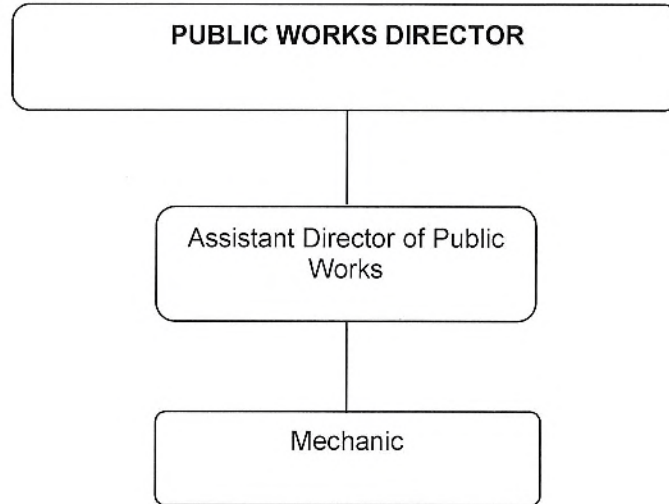 PUBLIC WORKS DIRECTOR
Assistant Director of Public
Works
Mechanic